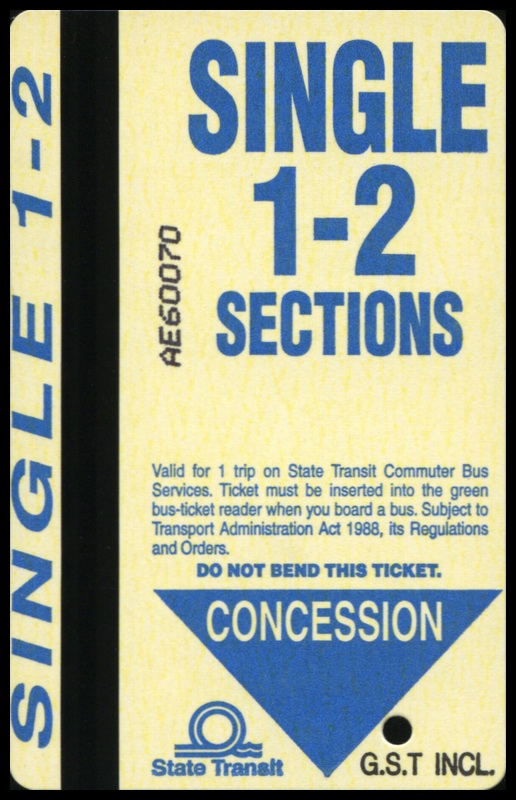 SINGLE 1-2
SINGLE
1-2
SECTIONS
AE60070
Valid for 1 trip on State Transit Commuter Bus
Services. Ticket must be inserted into the green
bus-ticket reader when you board a bus. Subject to
Transport Administration Act 1988, its Regulations
and Orders.
DO NOT BEND THIS TICKET.
CONCESSION
State Transit
G.S.T INCL.